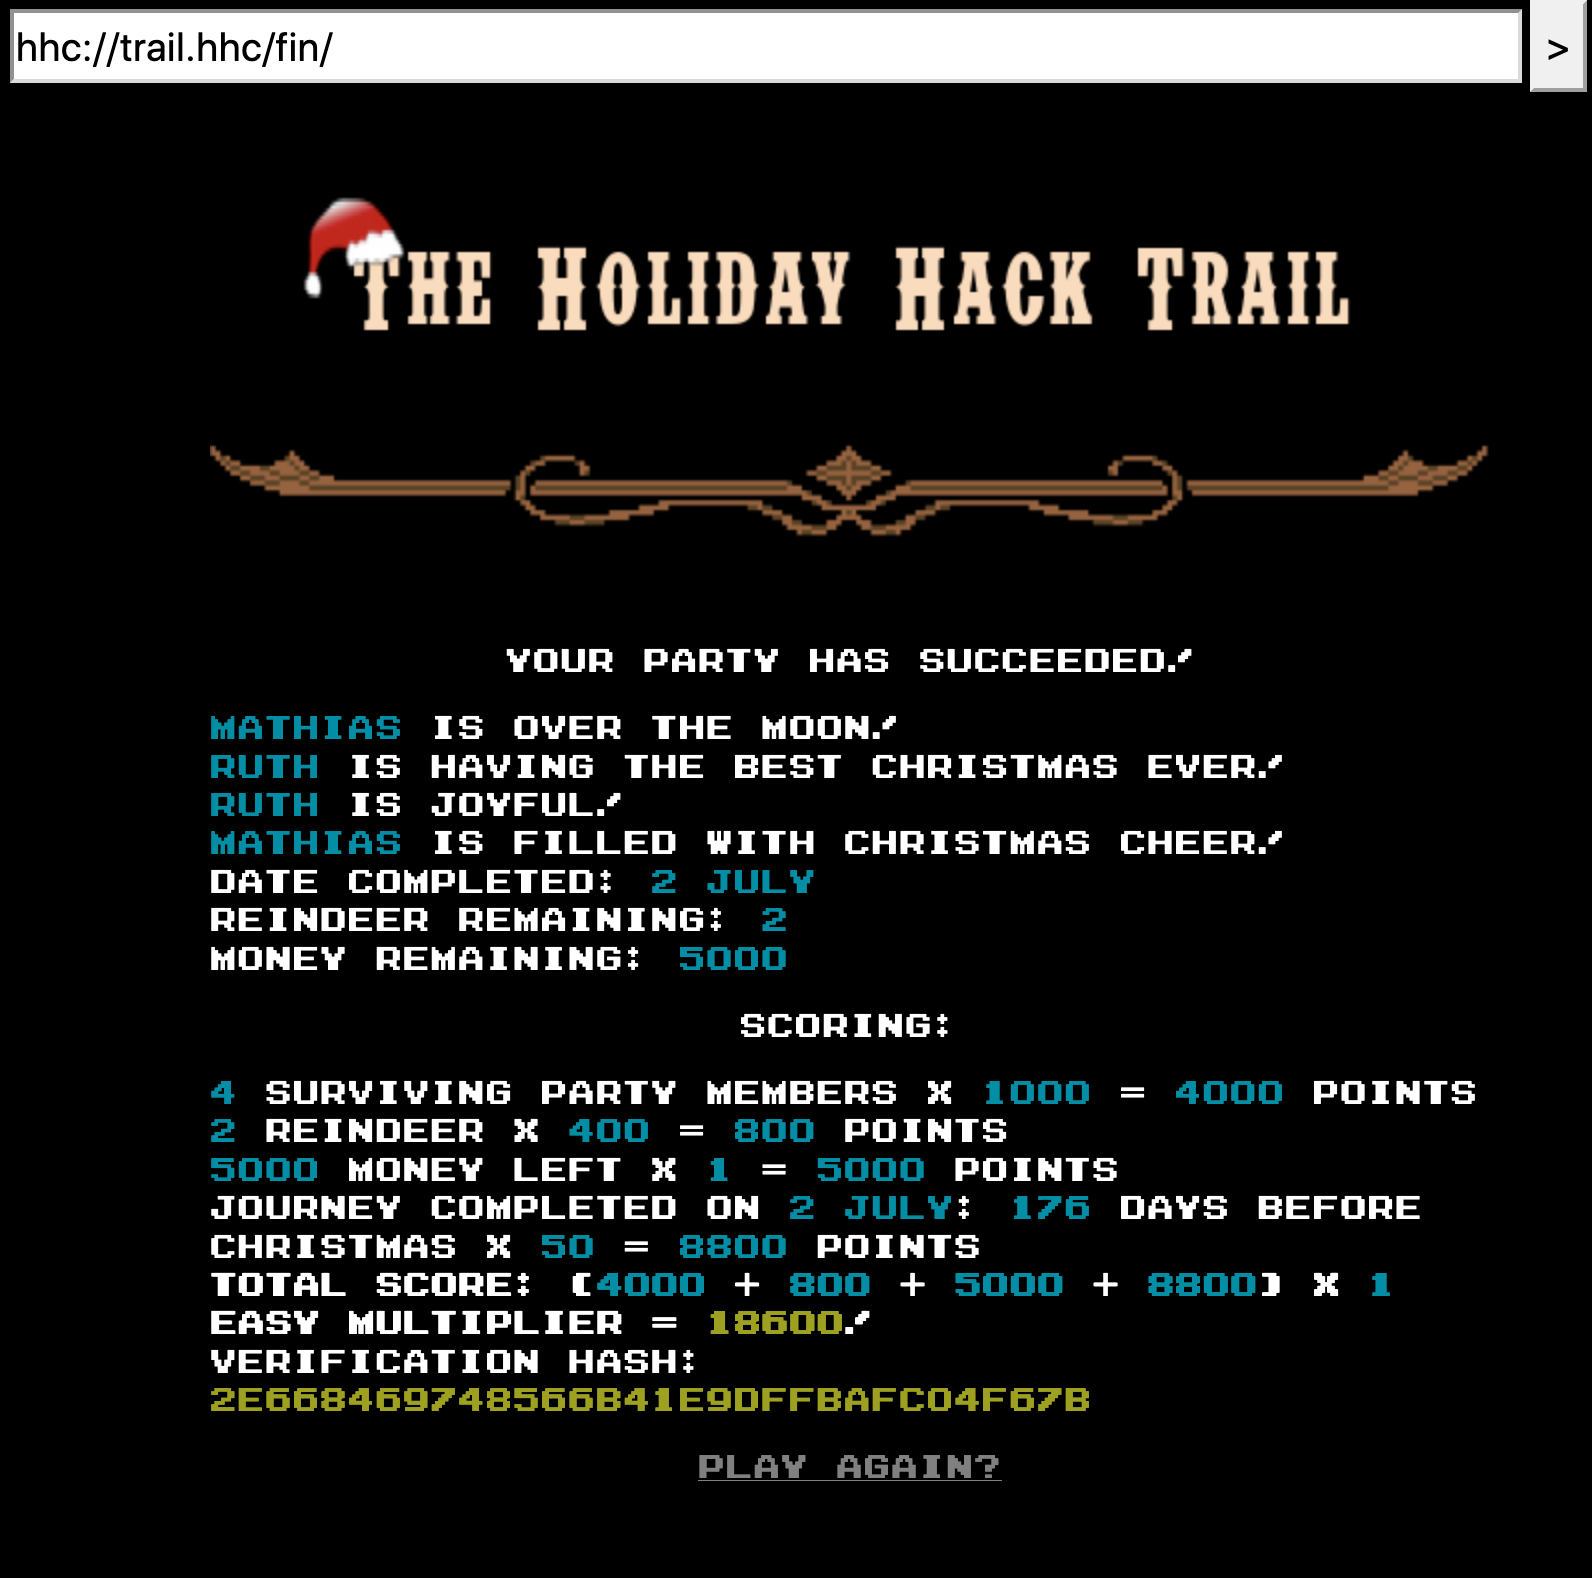 hhc://trail.hhc/fin/ >
THE HOLIDAY HACK TRAIL
YOUR PARTY HAS SUCCEEDED!
MATHIAS IS OVER THE MOON!
RUTH IS HAVING THE BEST CHRISTMAS EVER!
RUTH IS JOYFUL!
MATHIAS IS FILLED WITH CHRISTMAS CHEER!
DATE COMPLETED: 2 JULY
REINDEER REMAINING: 2
MONEY REMAINING: 5000
SCORING:
4 SURVIVING PARTY MEMBERS X 1000 = 4000 POINTS
2 REINDEER X 400 = 800 POINTS
5000 MONEY LEFT X 1 = 5000 POINTS
JOURNEY COMPLETED ON 2 JULY: 176 DAYS BEFORE
CHRISTMAS X 50 = 8800 POINTS
TOTAL SCORE: (4000 + 800 + 5000 + 8800) X 1
EASY MULTIPLIER = 18600!
VERIFICATION HASH:
2E668469748566B41E9DFFBAFC04F67B
PLAY AGAIN?